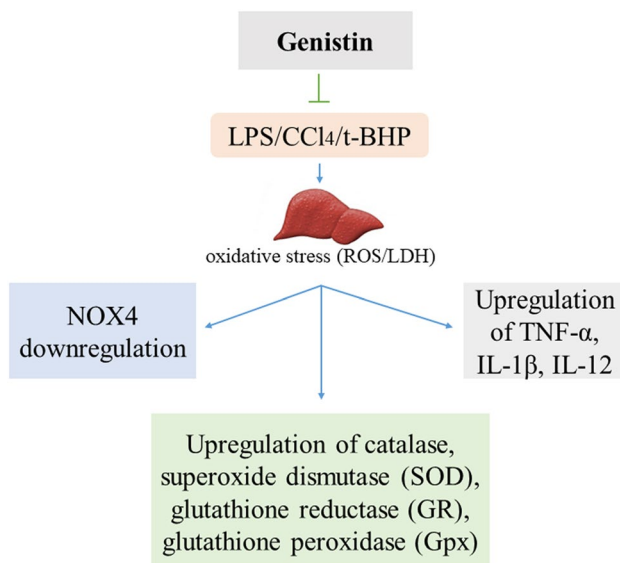 Genistin
LPS/CCl4/t-BHP
oxidative stress (ROS/LDH)
NOX4
downregulation
Upregulation
of TNF-α,
IL-1β, IL-12
Upregulation of catalase,
superoxide dismutase (SOD),
glutathione reductase (GR),
glutathione peroxidase (Gpx)